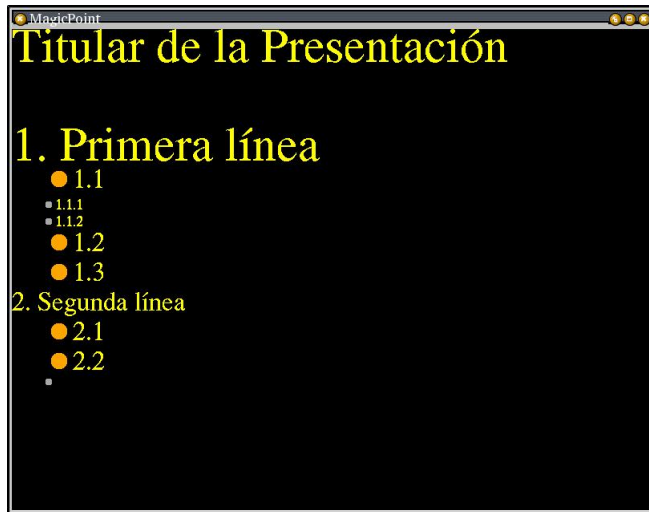 MagicPoint
Titular de la Presentación
1. Primera línea
1.1
1.1.1
1.1.2
1.2
1.3
2. Segunda línea
2.1
2.2